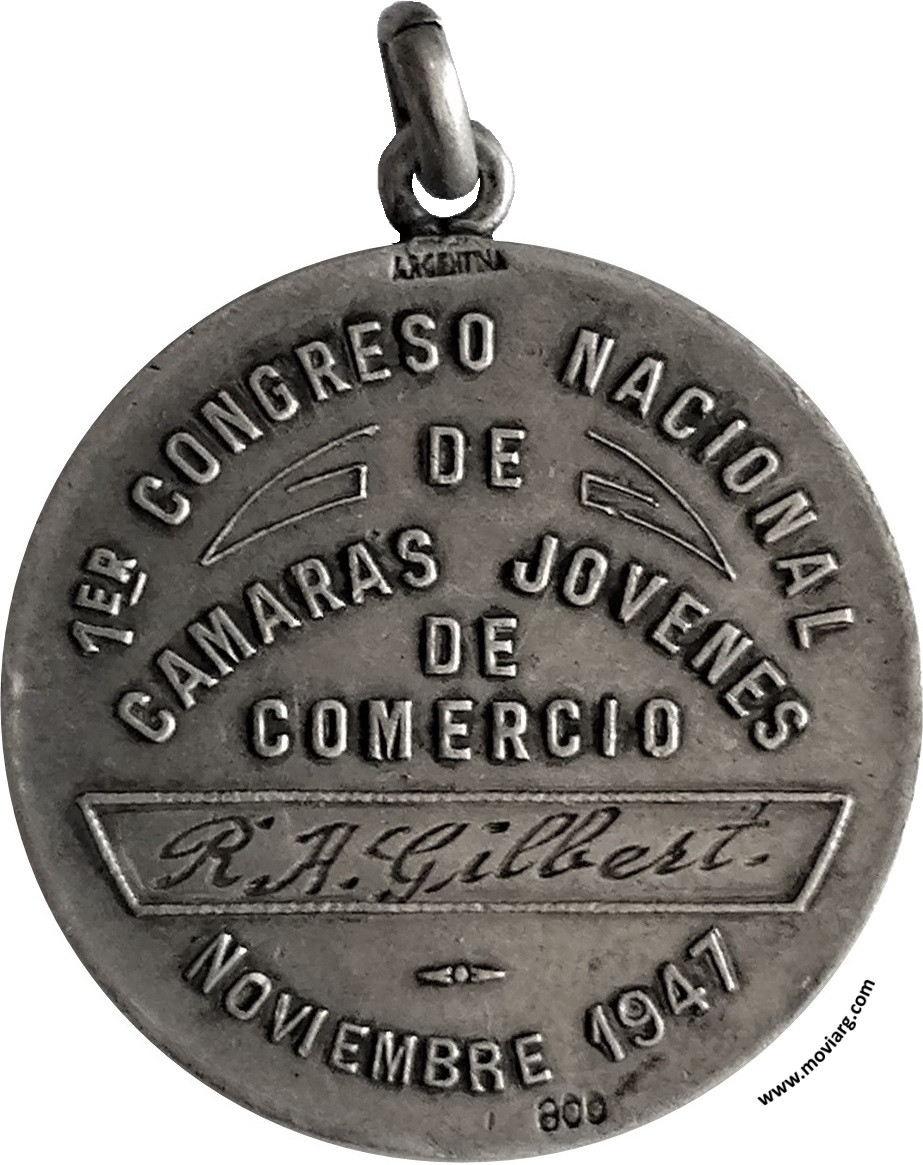 ARGENTINA
1ER CONGRESO NACIONAL
DE
CAMARAS JOVENES
DE
COMERCIO
R. A. Gilbert.
NOVIEMBRE 1947
800
www.moviarg.com